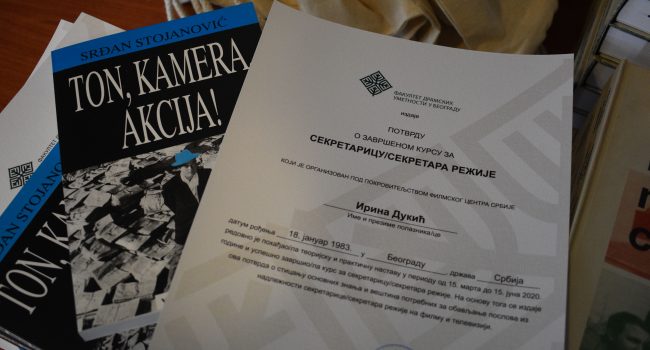 SRĐAN STOJANOVIĆ
TON, KAMERA
AKCIJA!
STOJANOVIĆ
TON, KA
ФАКУЛТЕТ ДРАМСКИХ
УМЕТНОСТИ У БЕОГРАДУ
издаје
ПОТВРДУ
О ЗАВРШЕНОМ КУРСУ ЗА
СЕКРЕТАРИЦУ/СЕКРЕТАРА РЕЖИЈЕ
КОЈИ ЈЕ ОРГАНИЗОВАН ПОД ПОКРОВИТЕЉСТВОМ ФИЛМСКОГ ЦЕНТРА СРБИЈЕ
Ирина Дукић
Име и презиме полазника/це
датум рођења 18. јануар 1983. у Београду држава Србија
редовно је похађао/ла теоријску и практичну наставу у периоду од 15. марта до 15. јуна 2020.
године и успешно завршио/ла курс за секретарицу/секретара режије. На основу тога се издаје
ова потврда о стицању основних знања и вештина потребних за обављање послова из
надлежности секретарице/секретара режије на филму и телевизији.